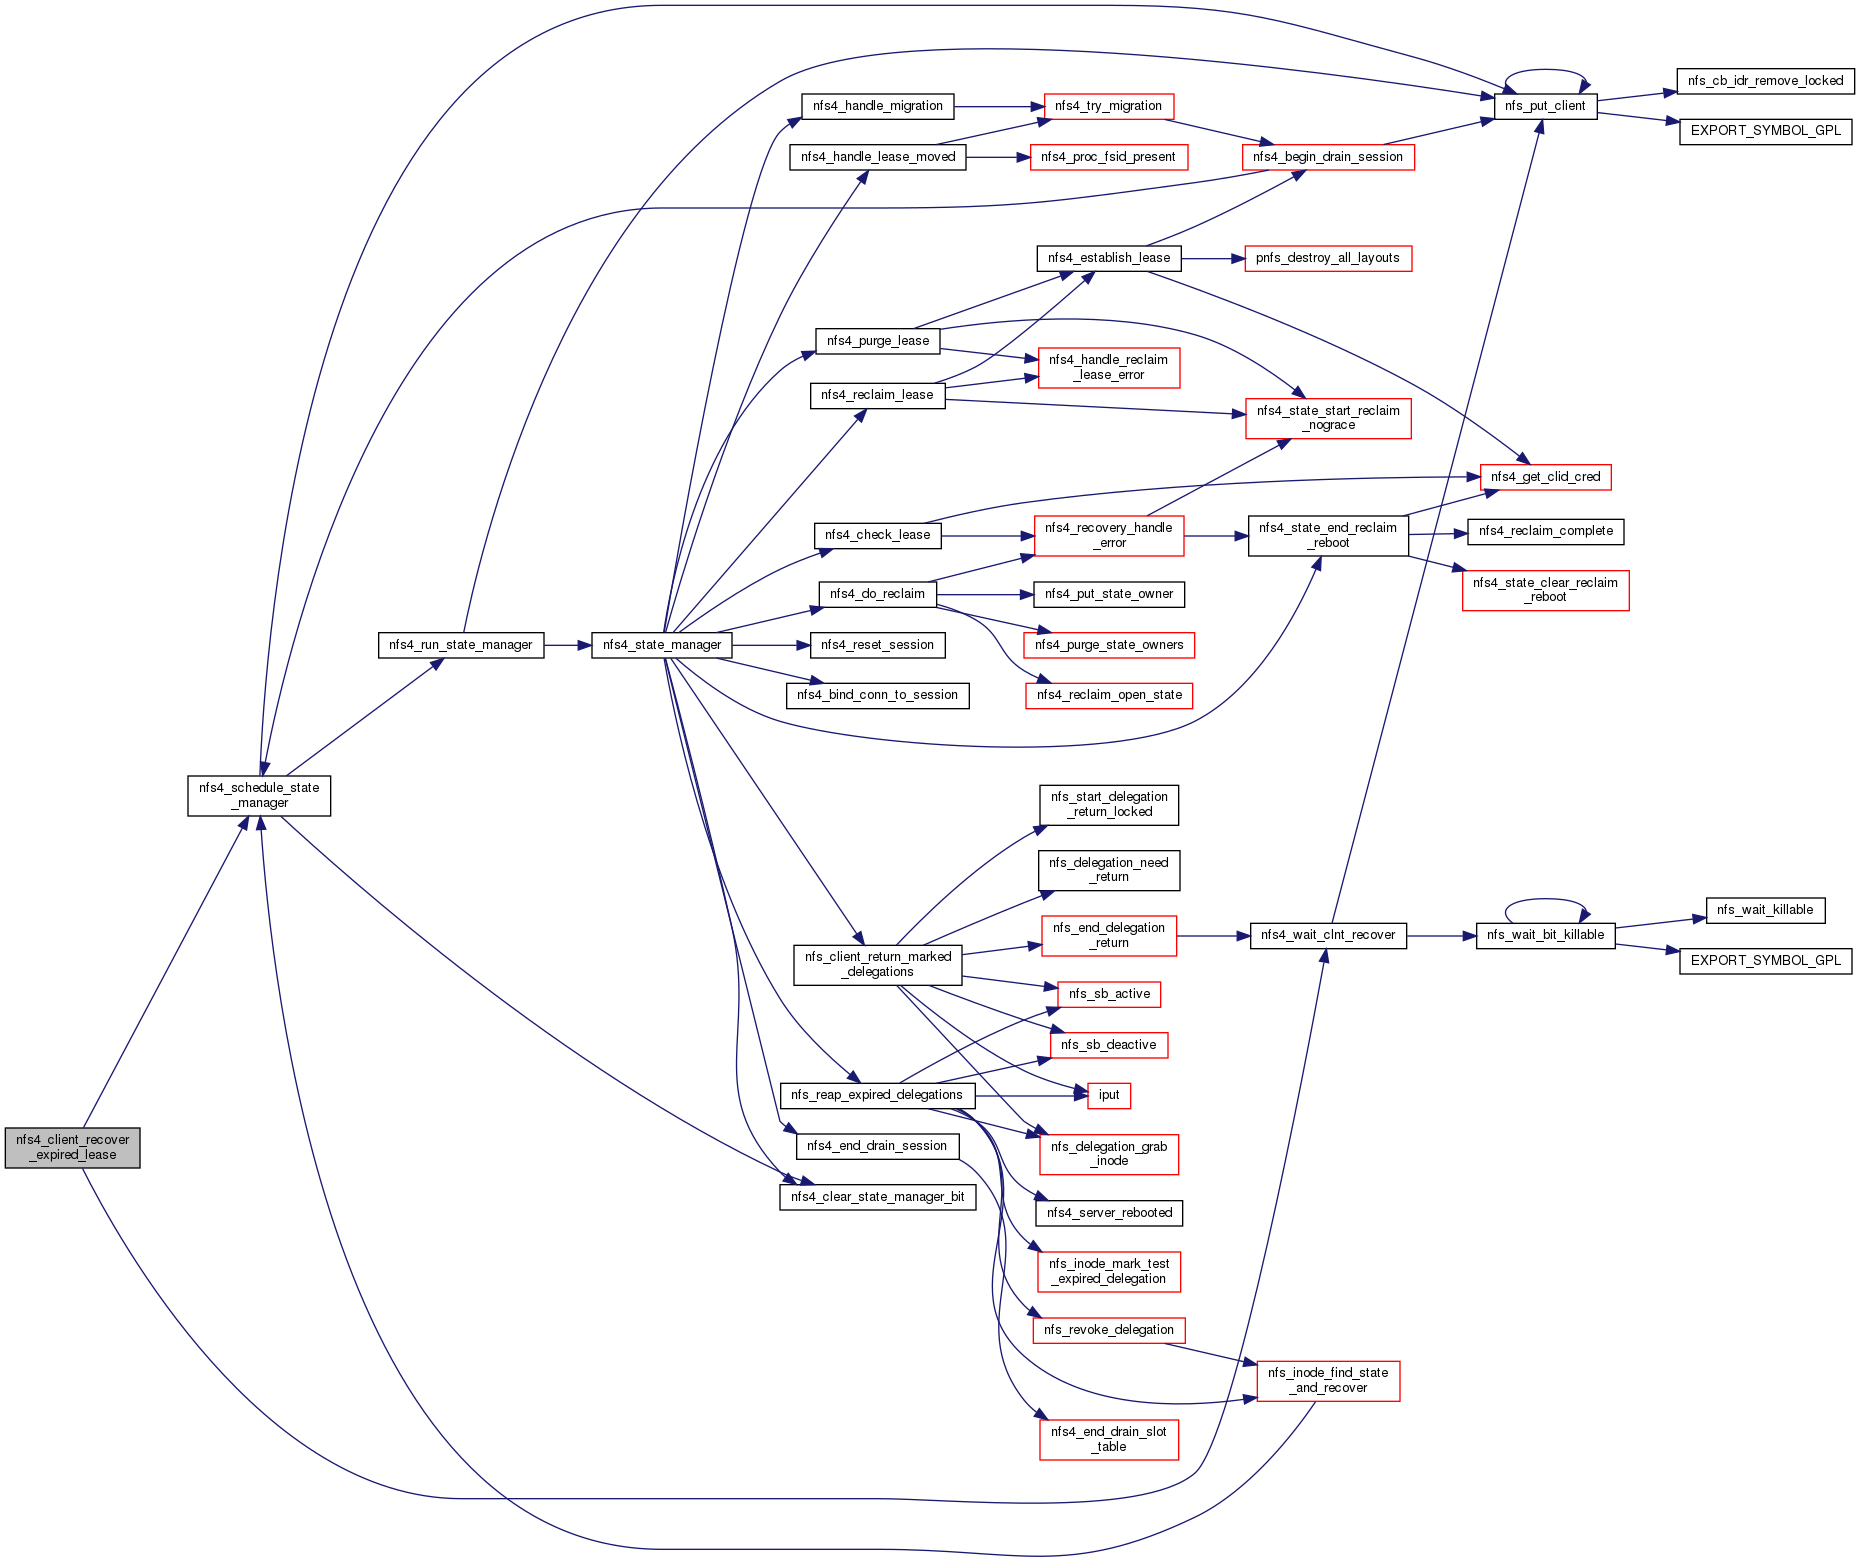 nfs4_client_recover
_expired_lease
nfs4_schedule_state
_manager
nfs4_run_state_manager
nfs4_state_manager
nfs4_handle_migration
nfs4_handle_lease_moved
nfs4_purge_lease
nfs4_reclaim_lease
nfs4_check_lease
nfs4_do_reclaim
nfs4_reset_session
nfs4_bind_conn_to_session
nfs_client_return_marked
_delegations
nfs_reap_expired_delegations
nfs4_end_drain_session
nfs4_clear_state_manager_bit
nfs4_try_migration
nfs4_proc_fsid_present
nfs4_establish_lease
nfs4_handle_reclaim
_lease_error
nfs4_recovery_handle
_error
nfs4_put_state_owner
nfs4_purge_state_owners
nfs4_reclaim_open_state
nfs_start_delegation
_return_locked
nfs_delegation_need
_return
nfs_end_delegation
_return
nfs_sb_active
nfs_sb_deactive
iput
nfs_delegation_grab
_inode
nfs4_server_rebooted
nfs_inode_mark_test
_expired_delegation
nfs_revoke_delegation
nfs4_end_drain_slot
_table
nfs4_begin_drain_session
pnfs_destroy_all_layouts
nfs4_state_start_reclaim
_nograce
nfs4_state_end_reclaim
_reboot
nfs4_wait_clnt_recover
nfs_inode_find_state
_and_recover
nfs_put_client
nfs4_get_clid_cred
nfs4_reclaim_complete
nfs4_state_clear_reclaim
_reboot
nfs_wait_bit_killable
nfs_cb_idr_remove_locked
EXPORT_SYMBOL_GPL
nfs_wait_killable
EXPORT_SYMBOL_GPL